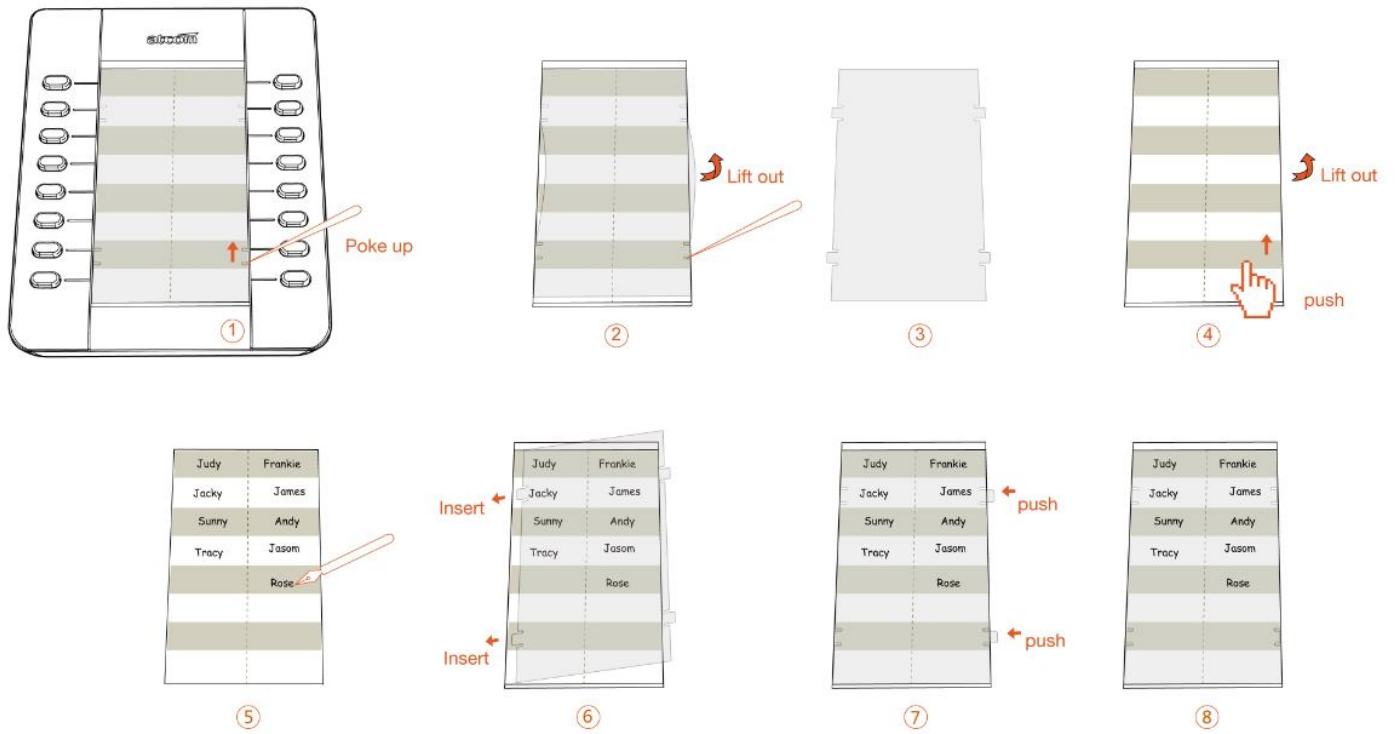 atcom
Poke up
①
Lift out
②
③
Lift out
push
④
Judy Frankie
Jacky James
Sunny Andy
Tracy Jasom
Rose
⑤
Judy Frankie
Insert Jacky James
Sunny Andy
Tracy Jasom
Rose
Insert
⑥
Judy Frankie
Jacky James push
Sunny Andy
Tracy Jasom
Rose
push
⑦
Judy Frankie
Jacky James
Sunny Andy
Tracy Jasom
Rose
⑧